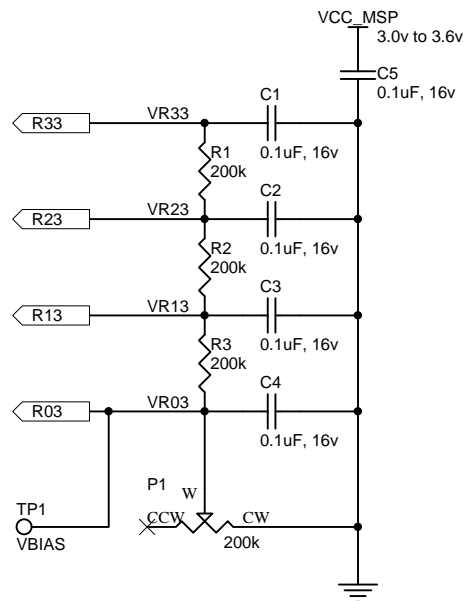 VCC_MSP
3.0v to 3.6v
C5
0.1uF, 16v
R33
VR33
C1
0.1uF, 16v
R1
200k
R23
VR23
C2
0.1uF, 16v
R2
200k
R13
VR13
C3
0.1uF, 16v
R3
200k
R03
VR03
C4
0.1uF, 16v
P1
W
TP1
CCW
CW
VBIAS
200k